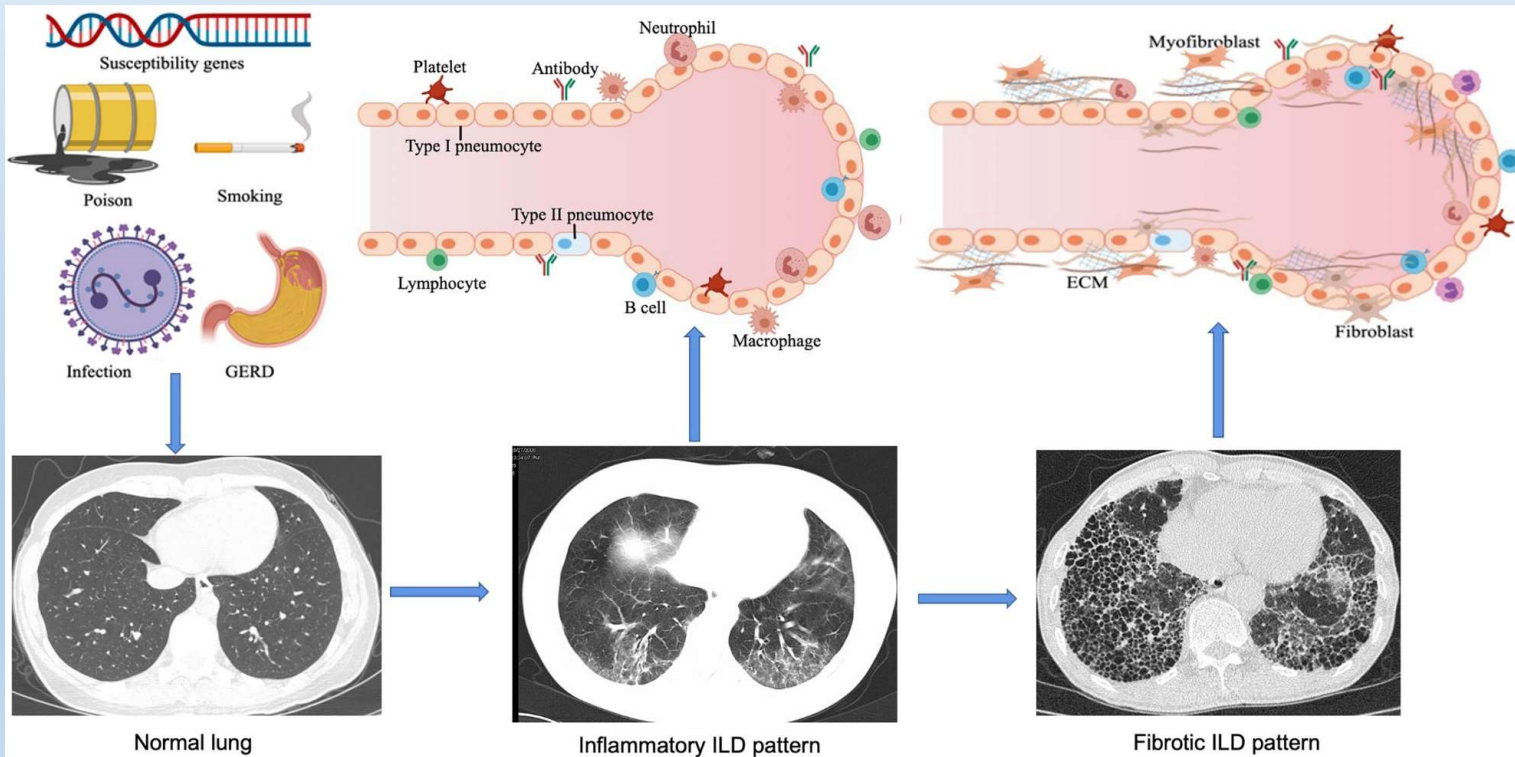 Susceptibility genes
Poison
Smoking
Infection
GERD
Neutrophil
Platelet
Antibody
Type I pneumocyte
Type II pneumocyte
Lymphocyte
B cell
Macrophage
Myofibroblast
ECM
Fibroblast
Normal lung
Inflammatory ILD pattern
Fibrotic ILD pattern